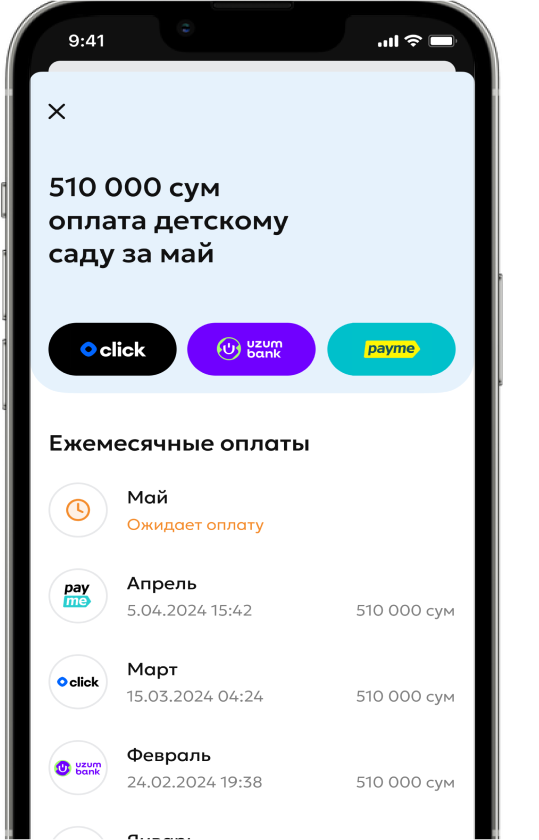 9:41
510 000 сум
оплата детскому
саду за май
click
uzum bank
payme
Ежемесячные оплаты
Май
Ожидает оплату
pay me
Апрель
5.04.2024 15:42
510 000 сум
click
Март
15.03.2024 04:24
510 000 сум
uzum bank
Февраль
24.02.2024 19:38
510 000 сум